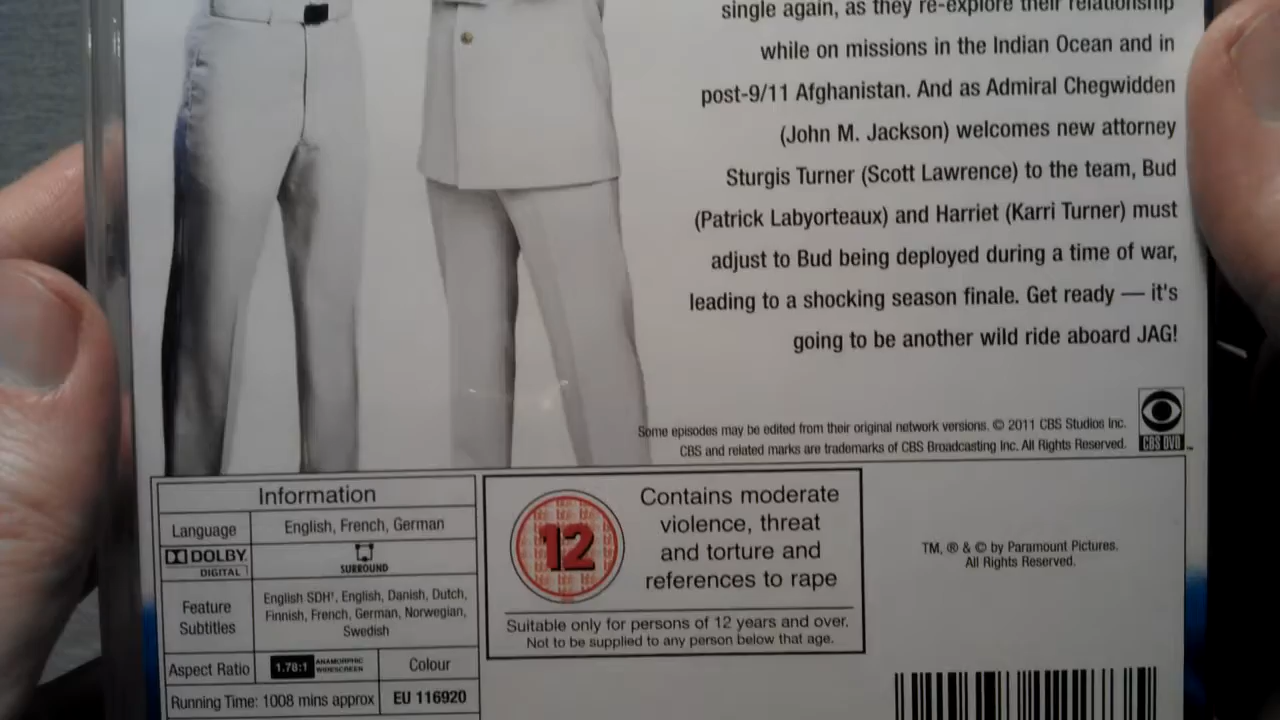 single again, as they re-explore their relationship
while on missions in the Indian Ocean and in
post-9/11 Afghanistan. And as Admiral Chegwidden
(John M. Jackson) welcomes new attorney
Sturgis Turner (Scott Lawrence) to the team, Bud
(Patrick Labyorteaux) and Harriet (Karri Turner) must
adjust to Bud being deployed during a time of war,
leading to a shocking season finale. Get ready — it's
going to be another wild ride aboard JAG!
Some episodes may be edited from their original network versions. © 2011 CBS Studios Inc.
CBS and related marks are trademarks of CBS Broadcasting Inc. All Rights Reserved.
CBS DVD
Information
Language
English, French, German
DOLBY
DIGITAL
SURROUND
Feature
Subtitles
English SDH†, English, Danish, Dutch,
Finnish, French, German, Norwegian,
Swedish
Aspect Ratio
1.78:1
ANAMORPHIC
WIDESCREEN
Colour
Running Time: 1008 mins approx
EU 116920
12
Contains moderate
violence, threat
and torture and
references to rape
Suitable only for persons of 12 years and over.
Not to be supplied to any person below that age.
TM, ® & © by Paramount Pictures.
All Rights Reserved.